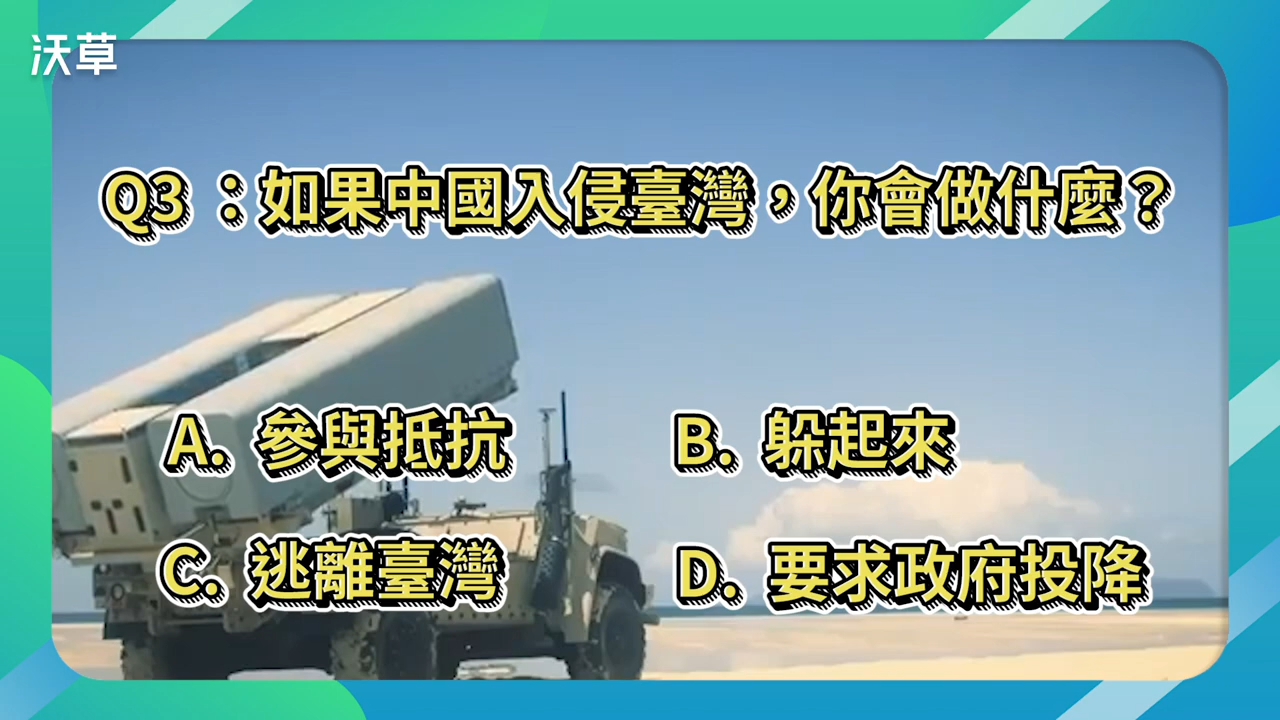 沃草
Q3：如果中國入侵臺灣，你會做什麼？
A. 參與抵抗
B. 躲起來
C. 逃離臺灣
D. 要求政府投降